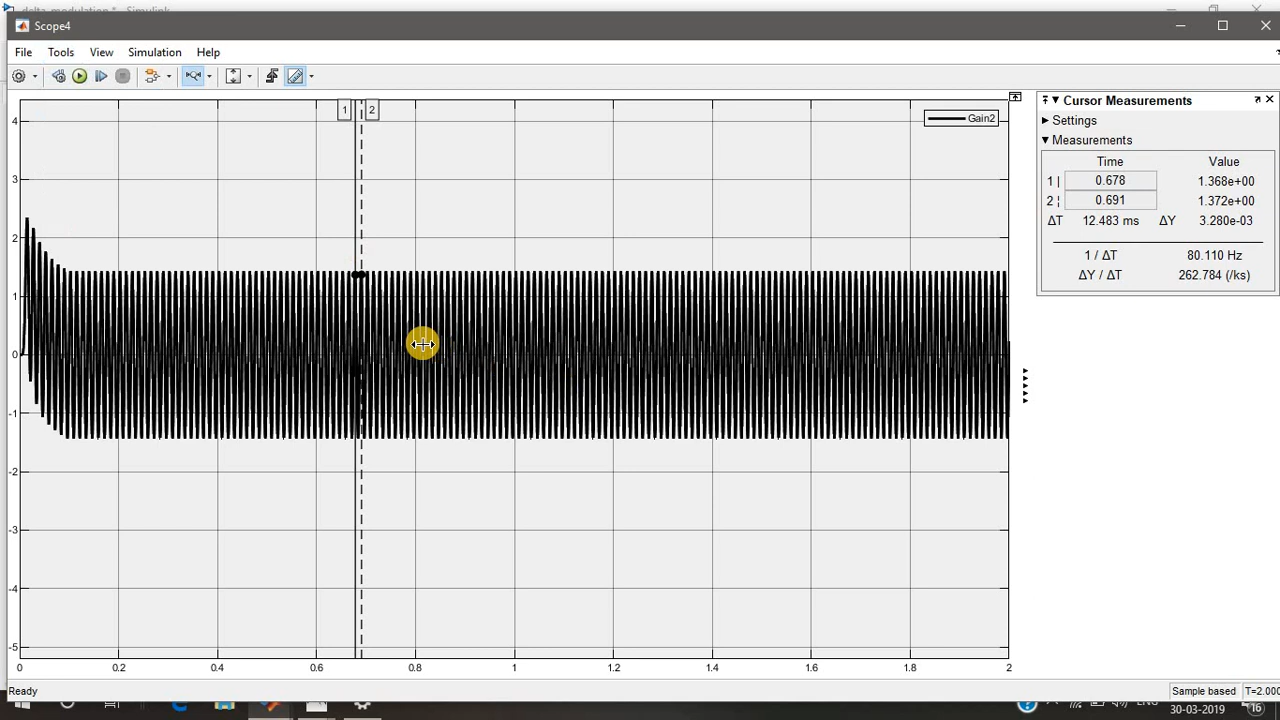 delta_modulation * - Simulink
Scope4
File Tools View Simulation Help
1 2
Gain2
4
3
2
1
0
-1
-2
-3
-4
-5
0 0.2 0.4 0.6 0.8 1 1.2 1.4 1.6 1.8 2
Cursor Measurements
Settings
Measurements
Time Value
1 | 0.678 1.368e+00
2 ¦ 0.691 1.372e+00
ΔT 12.483 ms ΔY 3.280e-03
1 / ΔT 80.110 Hz
ΔY / ΔT 262.784 (/ks)
Ready Sample based T=2.000
30-03-2019 16